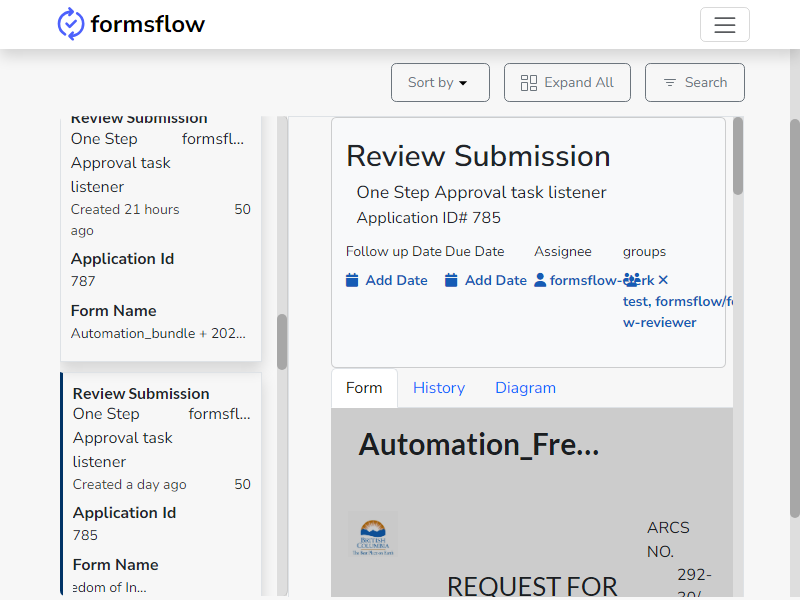 formsflow
Sort by
Expand All
Search
Review Submission
One Step formsfl...
Approval task
listener
Created 21 hours 50
ago
Application Id
787
Form Name
Automation_bundle + 202...
Review Submission
One Step formsfl...
Approval task
listener
Created a day ago 50
Application Id
785
Form Name
edom of In...
Review Submission
One Step Approval task listener
Application ID# 785
Follow up Date Due Date Assignee groups
Add Date Add Date formsflow-clerk
test, formsflow/fo
w-reviewer
Form History Diagram
Automation_Fre...
BRITISH
COLUMBIA
The Best Place on Earth
ARCS
NO.
292-
30/
REQUEST FOR